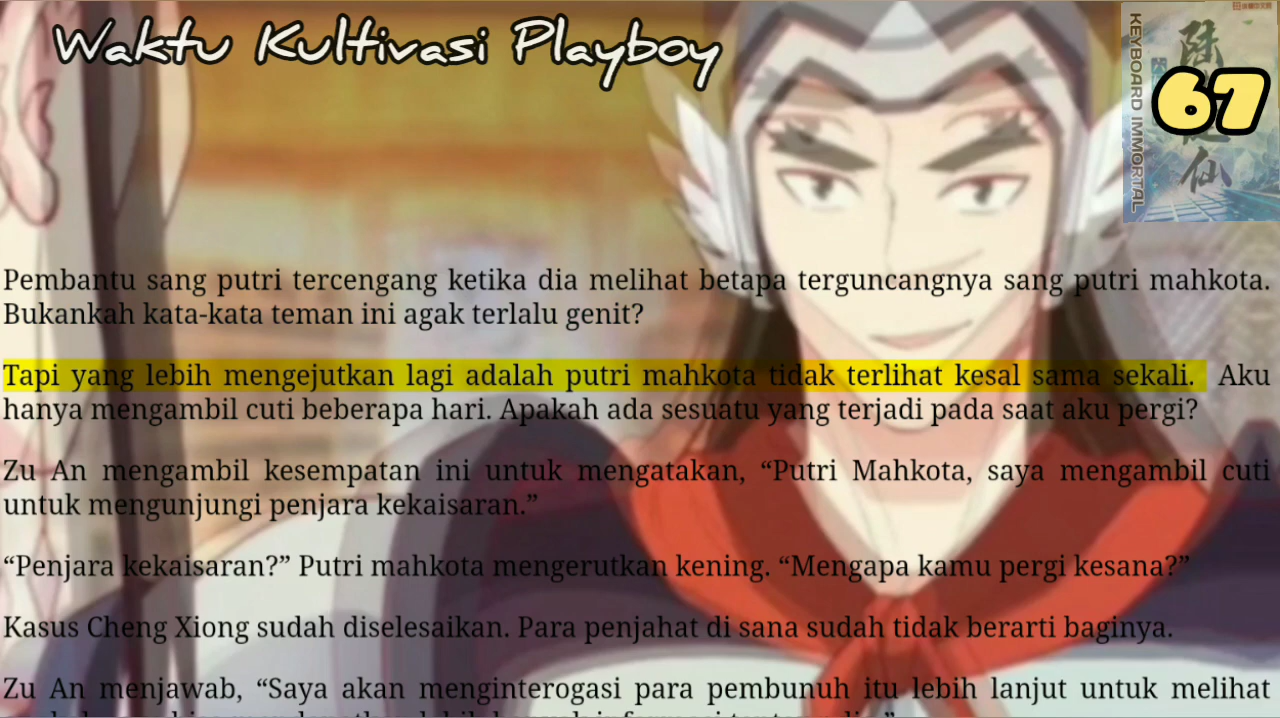 Waktu Kultivasi Playboy
KEYBOARD IMMORTAL
67
Pembantu sang putri tercengang ketika dia melihat betapa terguncangnya sang putri mahkota.
Bukankah kata-kata teman ini agak terlalu genit?
Tapi yang lebih mengejutkan lagi adalah putri mahkota tidak terlihat kesal sama sekali. Aku
hanya mengambil cuti beberapa hari. Apakah ada sesuatu yang terjadi pada saat aku pergi?
Zu An mengambil kesempatan ini untuk mengatakan, “Putri Mahkota, saya mengambil cuti
untuk mengunjungi penjara kekaisaran.”
“Penjara kekaisaran?” Putri mahkota mengerutkan kening. “Mengapa kamu pergi kesana?”
Kasus Cheng Xiong sudah diselesaikan. Para penjahat di sana sudah tidak berarti baginya.
Zu An menjawab, “Saya akan menginterogasi para pembunuh itu lebih lanjut untuk melihat